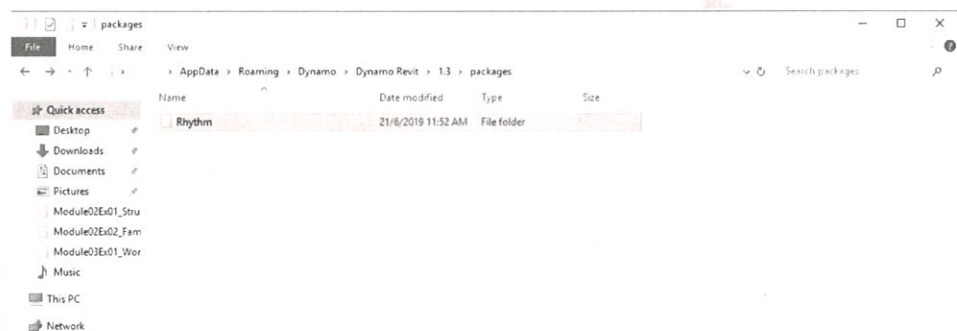 packages
File Home Share View
AppData > Roaming > Dynamo > Dynamo Revit > 1.3 > packages
Search packages
Name Date modified Type Size
Quick access
Rhythm 21/6/2019 11:52 AM File folder
Desktop
Downloads
Documents
Pictures
Module02Ex01_Stru
Module02Ex02_Fam
Module03Ex01_Wor
Music
This PC
Network